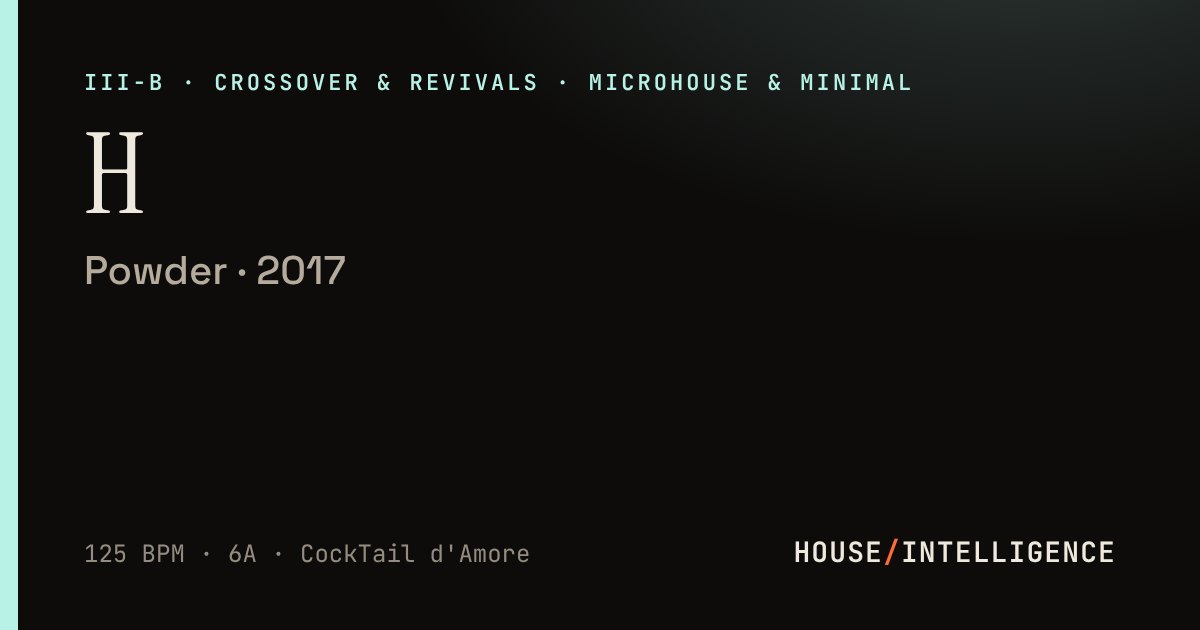 III-B · CROSSOVER & REVIVALS · MICROHOUSE & MINIMAL
H
Powder · 2017
125 BPM · 6A · CockTail d'Amore
HOUSE/INTELLIGENCE